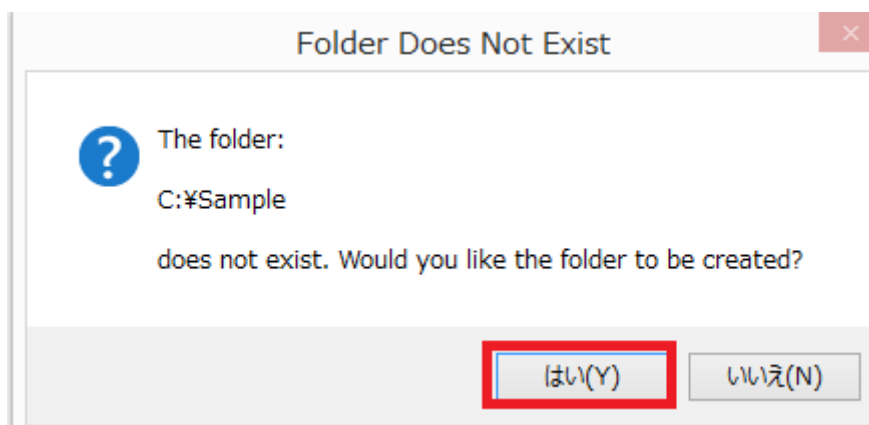 Folder Does Not Exist
The folder:
C:¥Sample
does not exist. Would you like the folder to be created?
はい(Y) いいえ(N)